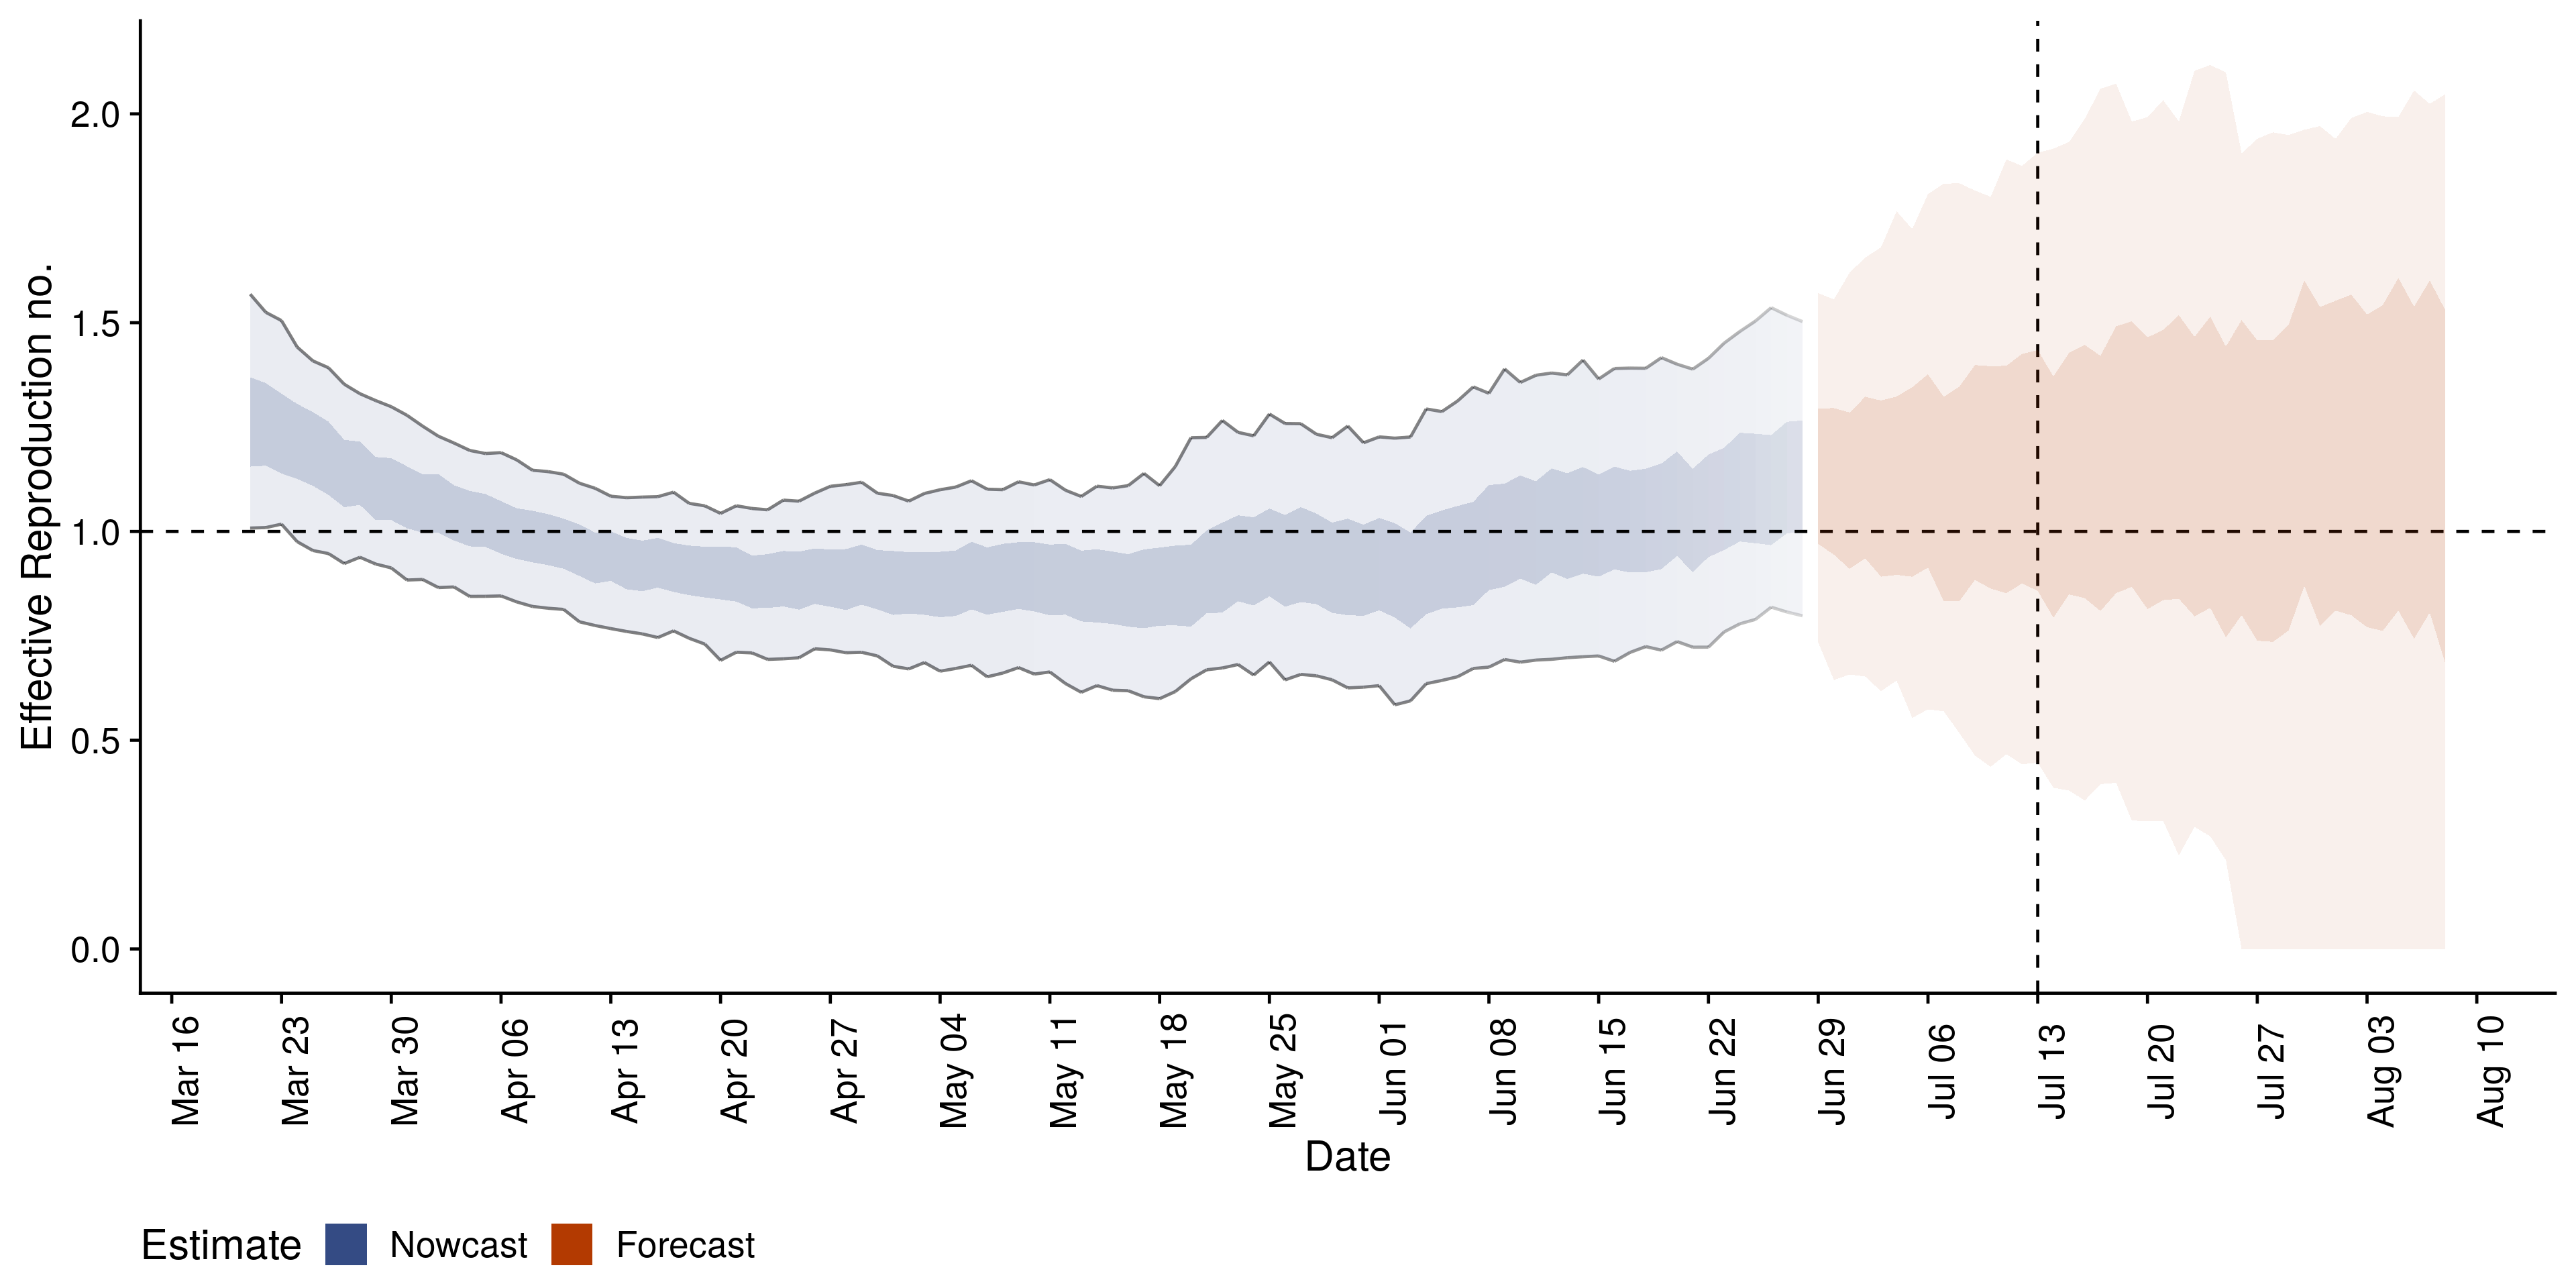 Effective Reproduction no.
2.0
1.5
1.0
0.5
0.0
Mar 16
Mar 23
Mar 30
Apr 06
Apr 13
Apr 20
Apr 27
May 04
May 11
May 18
May 25
Jun 01
Jun 08
Jun 15
Jun 22
Jun 29
Jul 06
Jul 13
Jul 20
Jul 27
Aug 03
Aug 10
Date
Estimate Nowcast Forecast